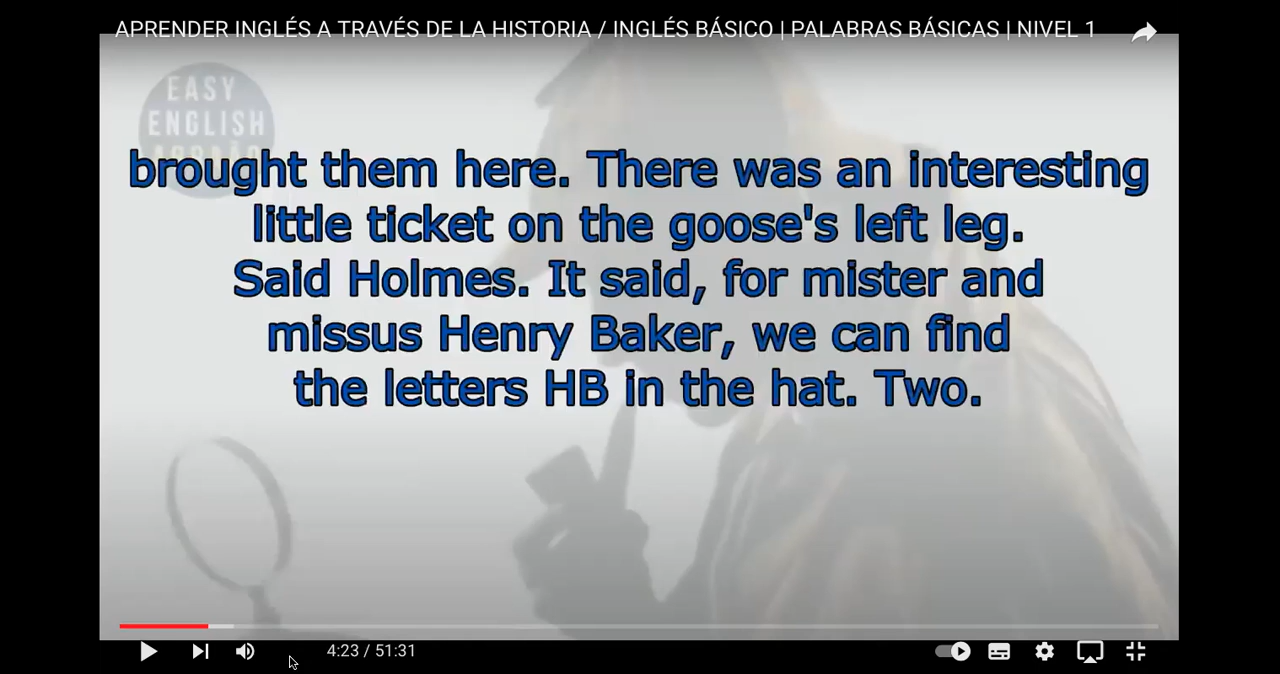 APRENDER INGLÉS A TRAVÉS DE LA HISTORIA / INGLÉS BÁSICO | PALABRAS BÁSICAS | NIVEL 1
EASY
ENGLISH
brought them here. There was an interesting
little ticket on the goose's left leg.
Said Holmes. It said, for mister and
missus Henry Baker, we can find
the letters HB in the hat. Two.
4:23 / 51:31